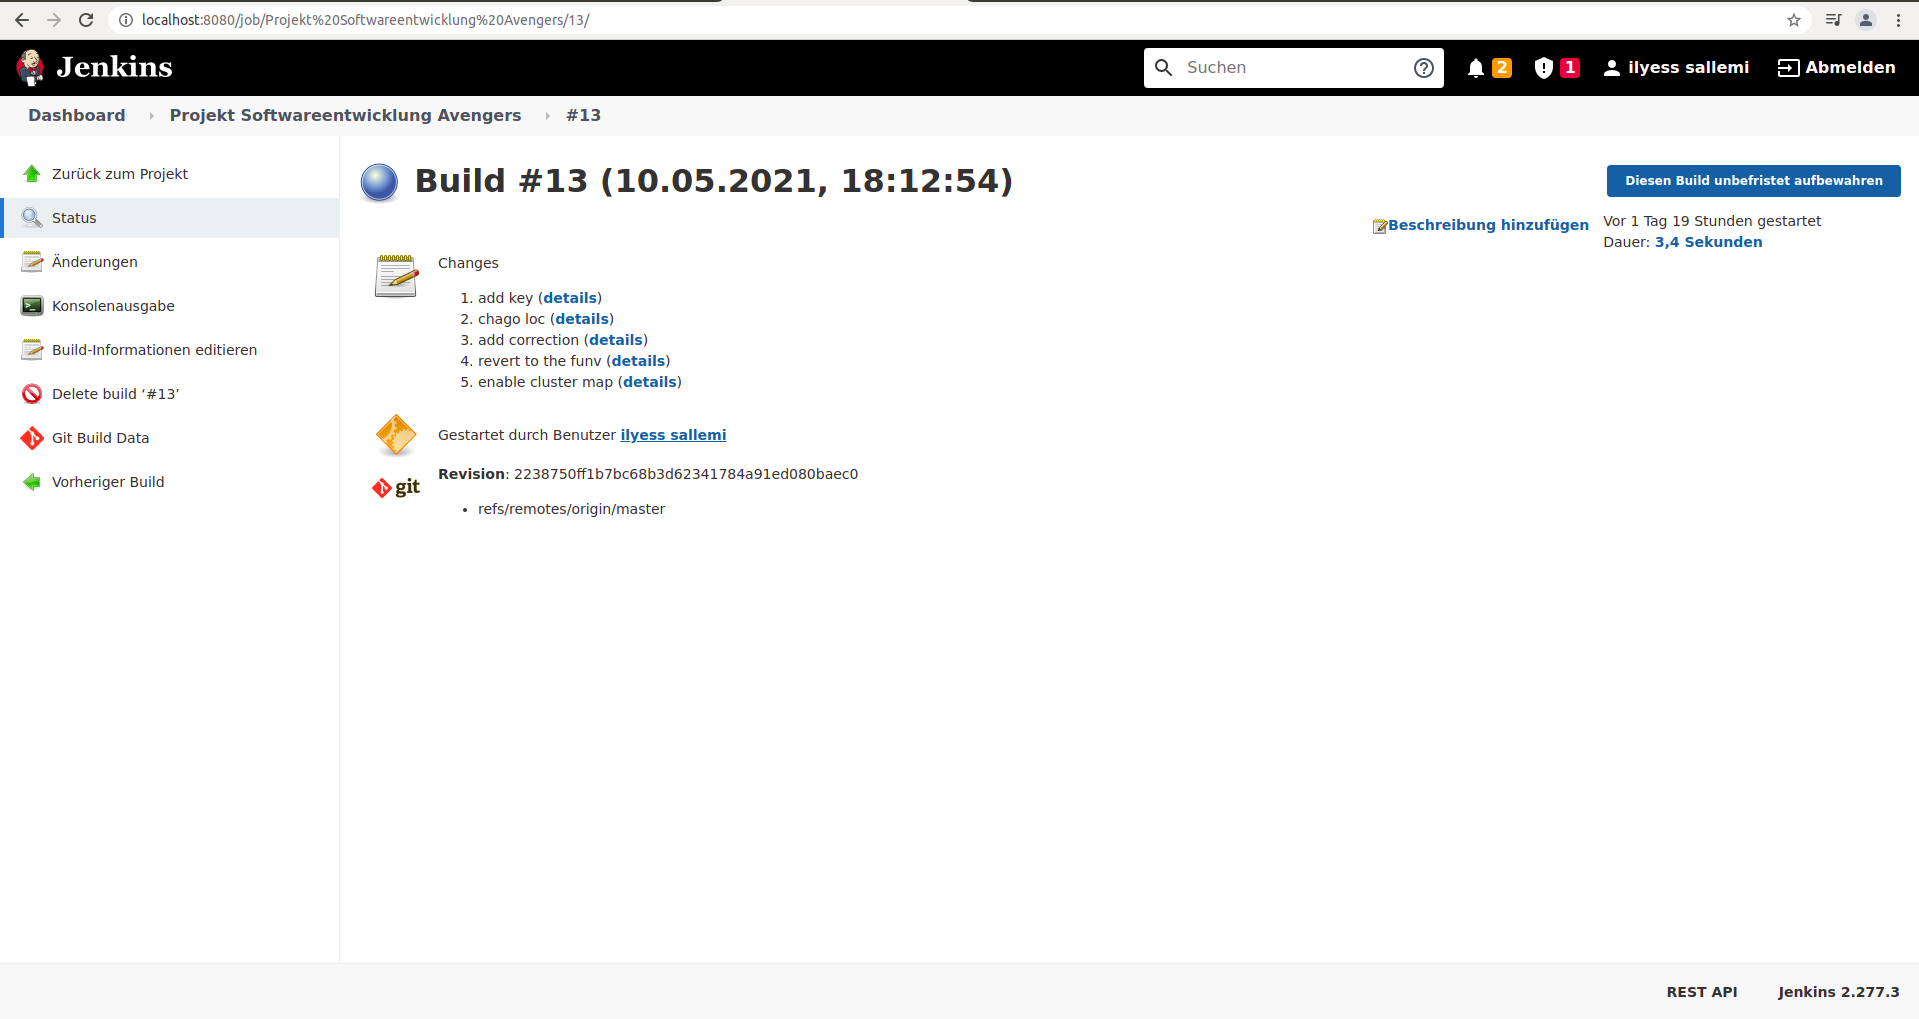 localhost:8080/job/Projekt%20Softwareentwicklung%20Avengers/13/
Jenkins
Suchen
2
1
ilyess sallemi
Abmelden
Dashboard
Projekt Softwareentwicklung Avengers
#13
Zurück zum Projekt
Status
Änderungen
Konsolenausgabe
Build-Informationen editieren
Delete build ‘#13’
Git Build Data
Vorheriger Build
Build #13 (10.05.2021, 18:12:54)
Diesen Build unbefristet aufbewahren
Beschreibung hinzufügen
Vor 1 Tag 19 Stunden gestartet
Dauer: 3,4 Sekunden
Changes
1. add key (details)
2. chago loc (details)
3. add correction (details)
4. revert to the funv (details)
5. enable cluster map (details)
Gestartet durch Benutzer ilyess sallemi
git
Revision: 2238750ff1b7bc68b3d62341784a91ed080baec0
• refs/remotes/origin/master
REST API
Jenkins 2.277.3